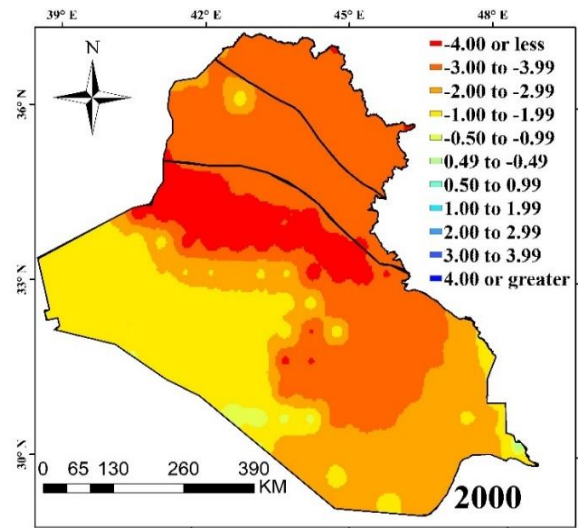 39° E 42° E 45° E 48° E
N
-4.00 or less
-3.00 to -3.99
-2.00 to -2.99
-1.00 to -1.99
-0.50 to -0.99
0.49 to -0.49
0.50 to 0.99
1.00 to 1.99
2.00 to 2.99
3.00 to 3.99
4.00 or greater
36° N
33° N
30° N
0 65 130 260 390
KM
2000